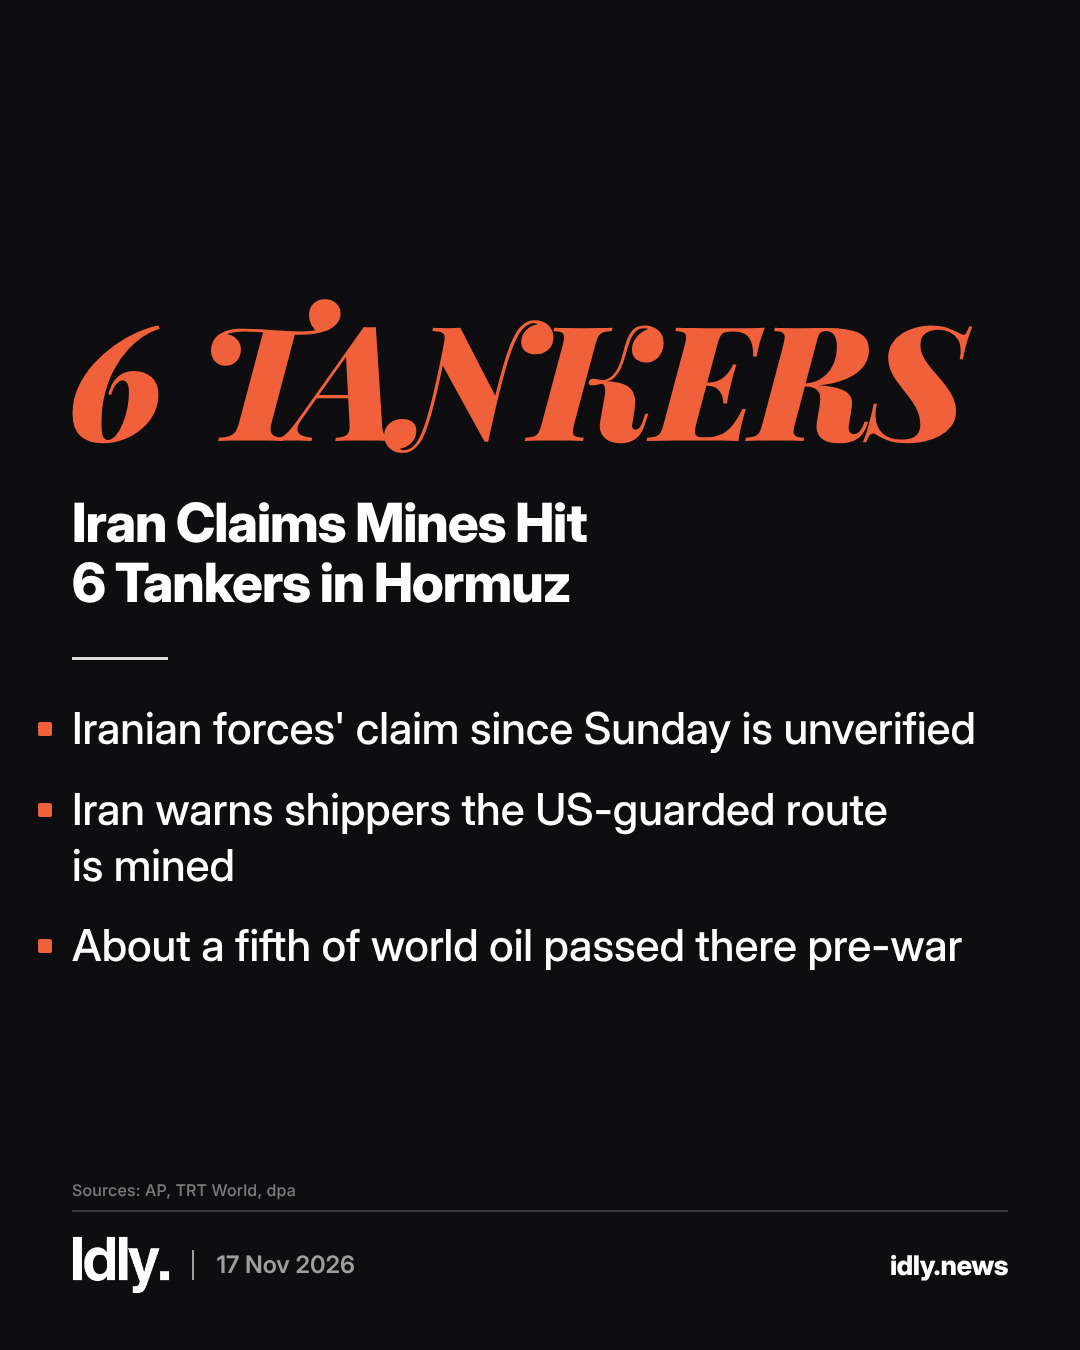 6 TANKERS
Iran Claims Mines Hit
6 Tankers in Hormuz
Iranian forces' claim since Sunday is unverified
Iran warns shippers the US-guarded route
is mined
About a fifth of world oil passed there pre-war
Sources: AP, TRT World, dpa
Idly. | 17 Nov 2026
idly.news